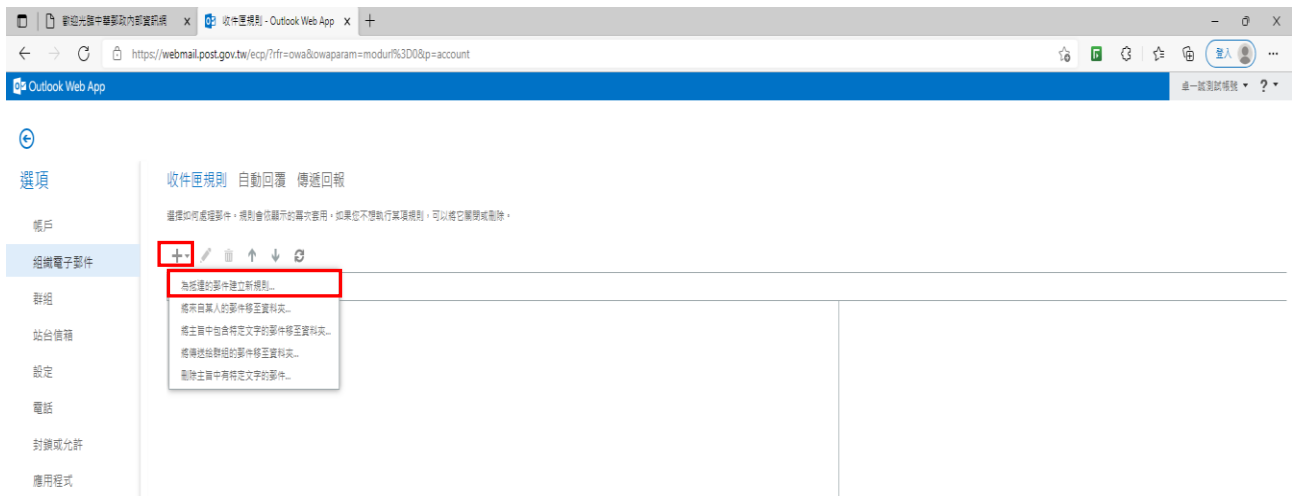 歡迎光臨中華郵政內部資訊網
收件匣規則 - Outlook Web App
https://webmail.post.gov.tw/ecp/?rfr=owa&owaparam=modurl%3D0&p=account
登入
Outlook Web App
卓一誠測試帳號
?
選項
收件匣規則 自動回覆 傳遞回報
選擇如何處理郵件。規則會依顯示的專次套用。如果您不想執行某項規則，可以將它關閉或刪除。
帳戶
組織電子郵件
為抵達的郵件建立新規則...
群組
將來自某人的郵件移至資料夾...
站台信箱
將主旨中包含特定文字的郵件移至資料夾...
將傳送給群組的郵件移至資料夾...
設定
刪除主旨中有特定文字的郵件...
電話
封鎖或允許
應用程式